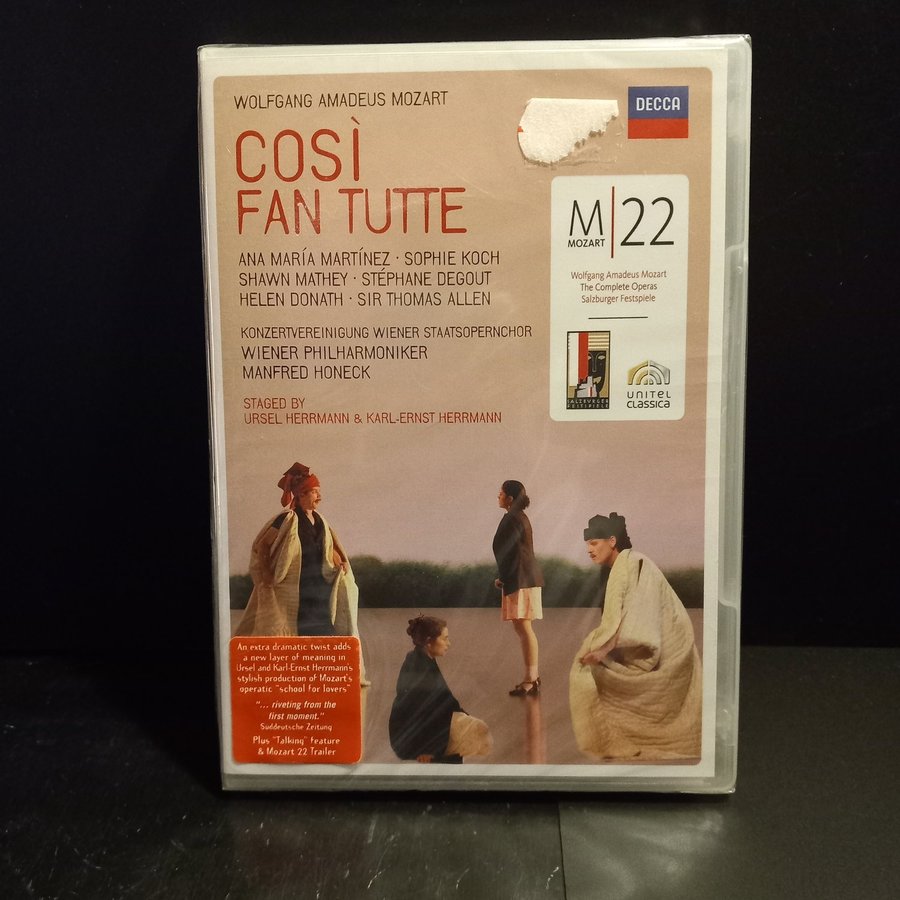 WOLFGANG AMADEUS MOZART
COSÌ
FAN TUTTE
ANA MARÍA MARTÍNEZ · SOPHIE KOCH
SHAWN MATHEY · STÉPHANE DEGOUT
HELEN DONATH · SIR THOMAS ALLEN
KONZERTVEREINIGUNG WIENER STAATSOPERNCHOR
WIENER PHILHARMONIKER
MANFRED HONECK
STAGED BY
URSEL HERRMANN & KARL-ERNST HERRMANN
DECCA
M|22
MOZART
Wolfgang Amadeus Mozart
The Complete Operas
Salzburger Festspiele
SALZBURGER
FESTSPIELE
UNITEL
CLASSICA
An extra dramatic twist adds
a new layer of meaning in
Ursel and Karl-Ernst Herrmann's
stylish production of Mozart's
operatic "school for lovers"
"... riveting from the
first moment."
Süddeutsche Zeitung
Plus "Talking" feature
& Mozart 22 Trailer